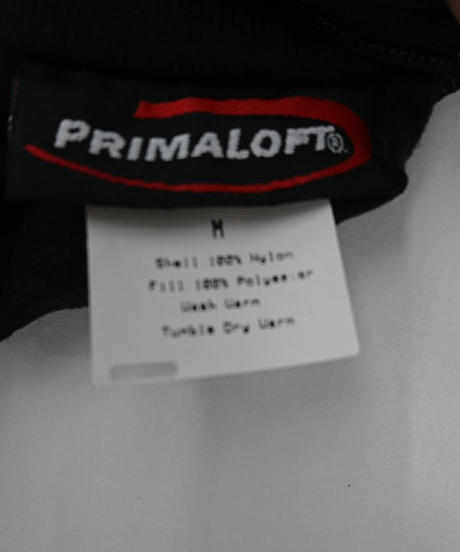 PRIMALOFT®
M
Shell 100% Nylon
Fill 100% Polyester
Wash Warm
Tumble Dry Warm